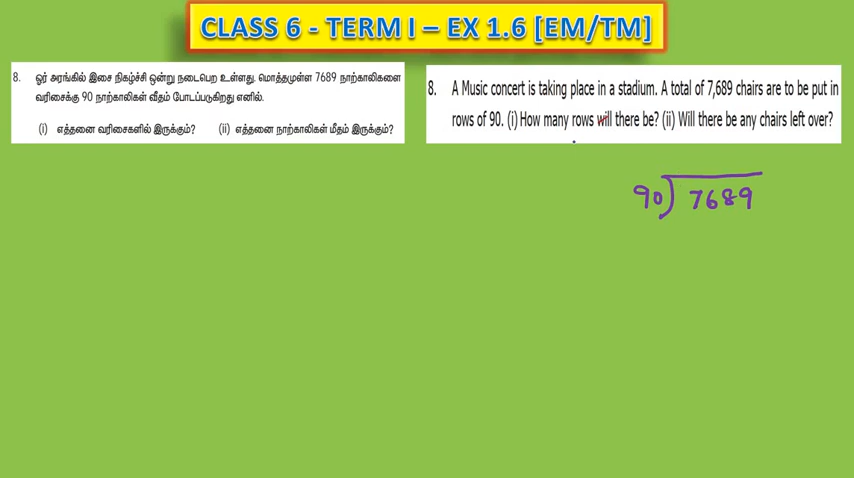 CLASS 6 - TERM I – EX 1.6 [EM/TM]
8. ஓர் அரங்கில் இசை நிகழ்ச்சி ஒன்று நடைபெற உள்ளது. மொத்தமுள்ள 7689 நாற்காலிகளை
வரிசைக்கு 90 நாற்காலிகள் வீதம் போடப்படுகிறது எனில்.
(i) எத்தனை வரிசைகளில் இருக்கும்? (ii) எத்தனை நாற்காலிகள் மீதம் இருக்கும்?
8. A Music concert is taking place in a stadium. A total of 7,689 chairs are to be put in
rows of 90. (i) How many rows will there be? (ii) Will there be any chairs left over?
90) 7689